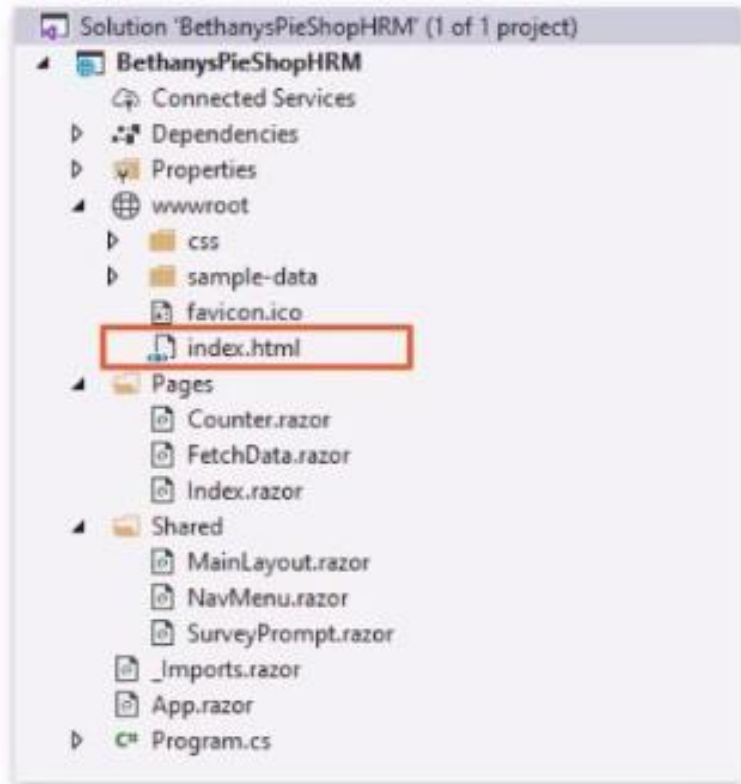 Solution 'BethanysPieShopHRM' (1 of 1 project)
BethanysPieShopHRM
Connected Services
Dependencies
Properties
wwwroot
css
sample-data
favicon.ico
index.html
Pages
Counter.razor
FetchData.razor
Index.razor
Shared
MainLayout.razor
NavMenu.razor
SurveyPrompt.razor
_Imports.razor
App.razor
C# Program.cs